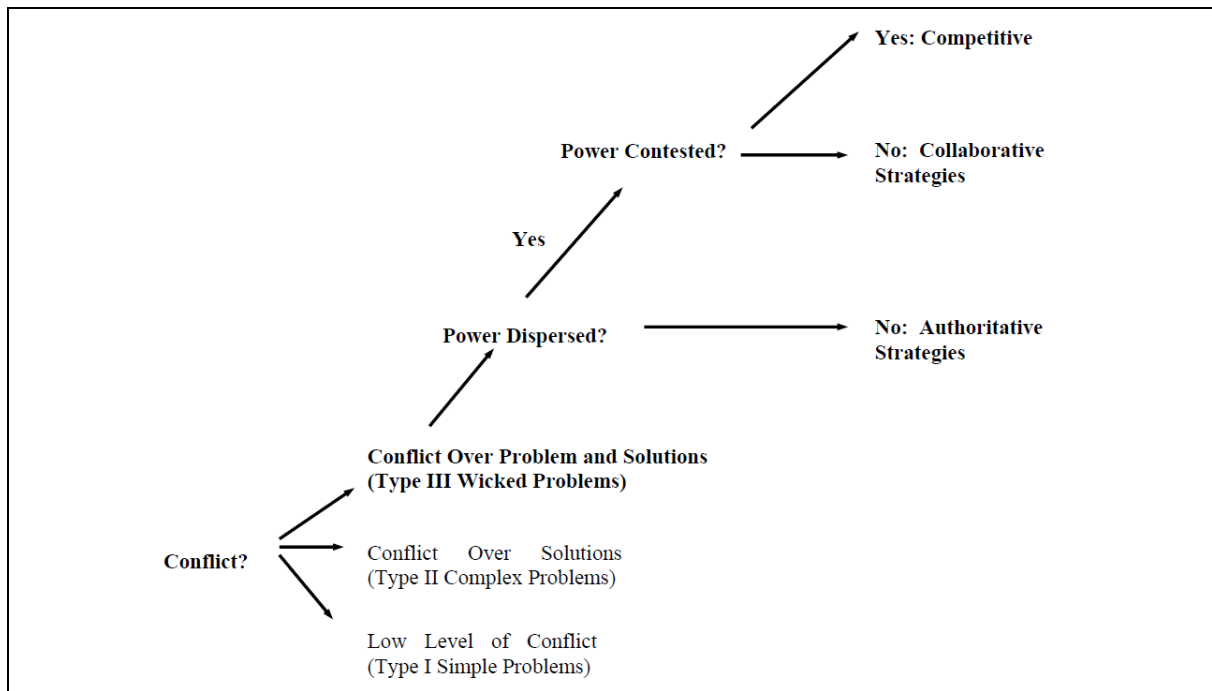 Yes: Competitive
Power Contested?
No: Collaborative
Strategies
Yes
Power Dispersed?
No: Authoritative
Strategies
Conflict Over Problem and Solutions
(Type III Wicked Problems)
Conflict?
Conflict Over Solutions
(Type II Complex Problems)
Low Level of Conflict
(Type I Simple Problems)